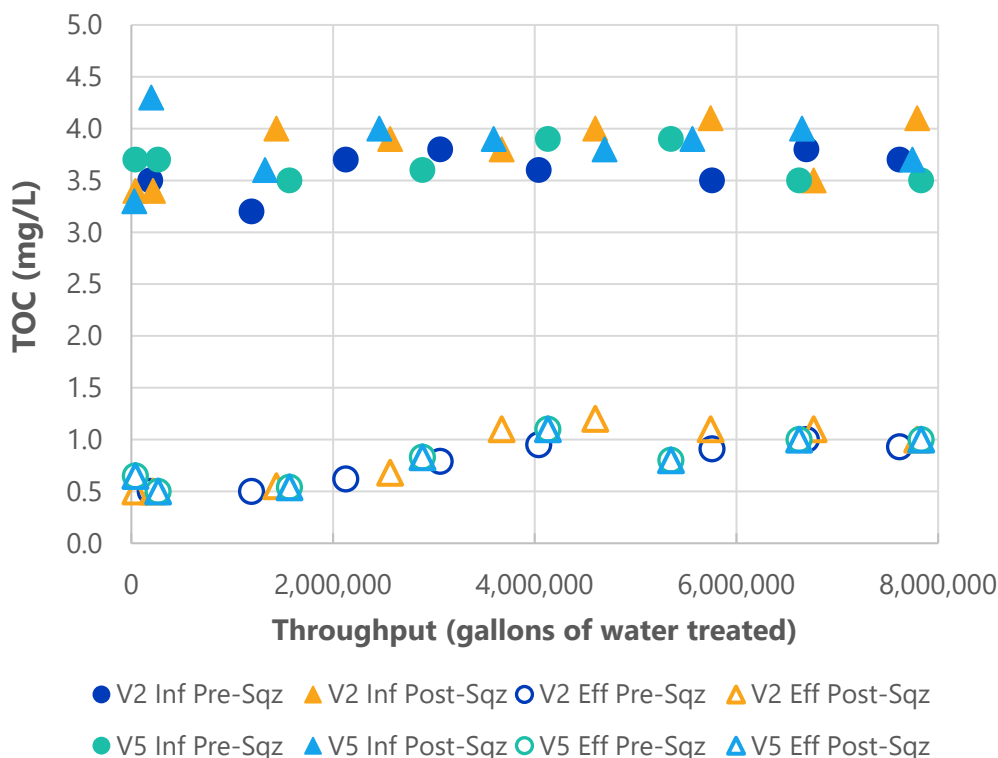 5.0
4.5
4.0
3.5
3.0
2.5
2.0
1.5
1.0
0.5
0.0
TOC (mg/L)
0 2,000,000 4,000,000 6,000,000 8,000,000
Throughput (gallons of water treated)
V2 Inf Pre-Sqz V2 Inf Post-Sqz V2 Eff Pre-Sqz V2 Eff Post-Sqz
V5 Inf Pre-Sqz V5 Inf Post-Sqz V5 Eff Pre-Sqz V5 Eff Post-Sqz